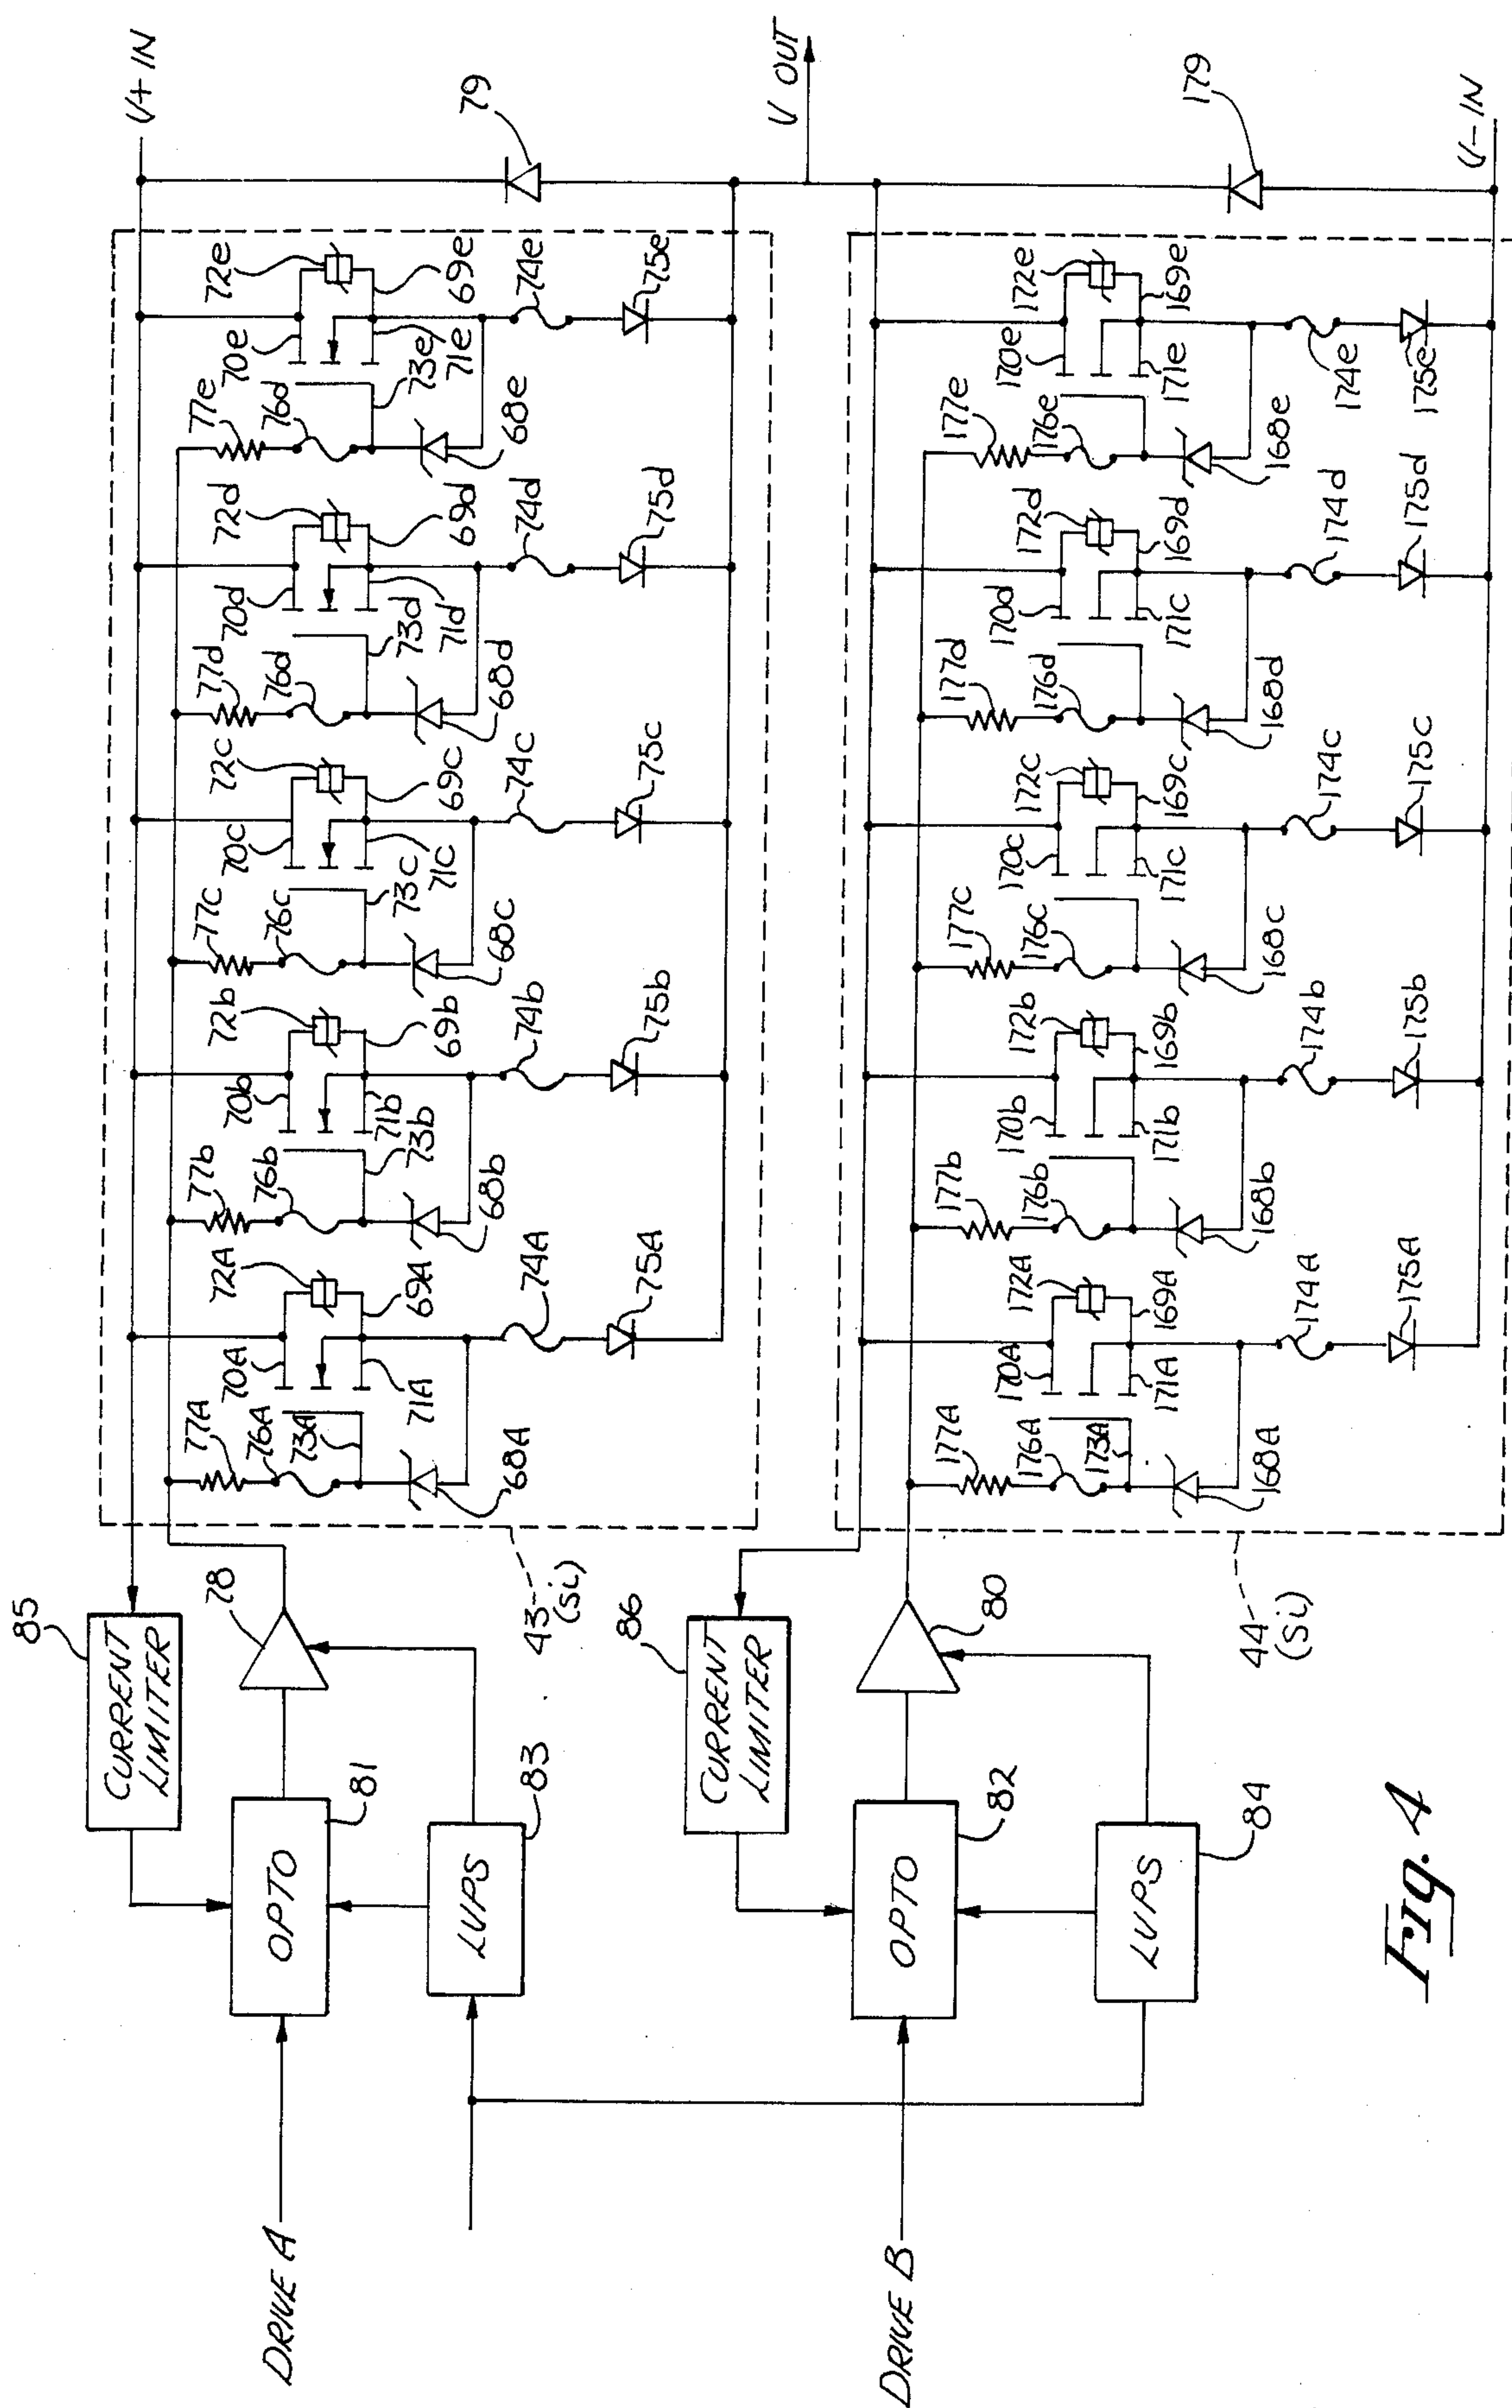 V+ IN
79
V OUT
179
V- IN
85
CURRENT
LIMITER
78
OPTO
81
LVPS
83
DRIVE A
43
(Si)
77A
76A
73A
68A
70A
71A
72A
69A
74A
75A
77b
76b
73b
68b
70b
71b
72b
69b
74b
75b
77c
76c
73c
68c
70c
71c
72c
69c
74c
75c
77d
76d
73d
68d
70d
71d
72d
69d
74d
75d
77e
76d
73e
68e
70e
71e
72e
69e
74e
75e
86
CURRENT
LIMITER
80
OPTO
82
LVPS
84
DRIVE B
44
(Si)
177A
176A
173A
168A
170A
171A
172A
169A
174A
175A
177b
176b
168b
170b
171b
172b
169b
174b
175b
177c
176c
168c
170c
171c
172c
169c
174c
175c
177d
176d
168d
170d
171c
172d
169d
174d
175d
177e
176e
168e
170e
171e
172e
169e
174e
175e
Fig. 4